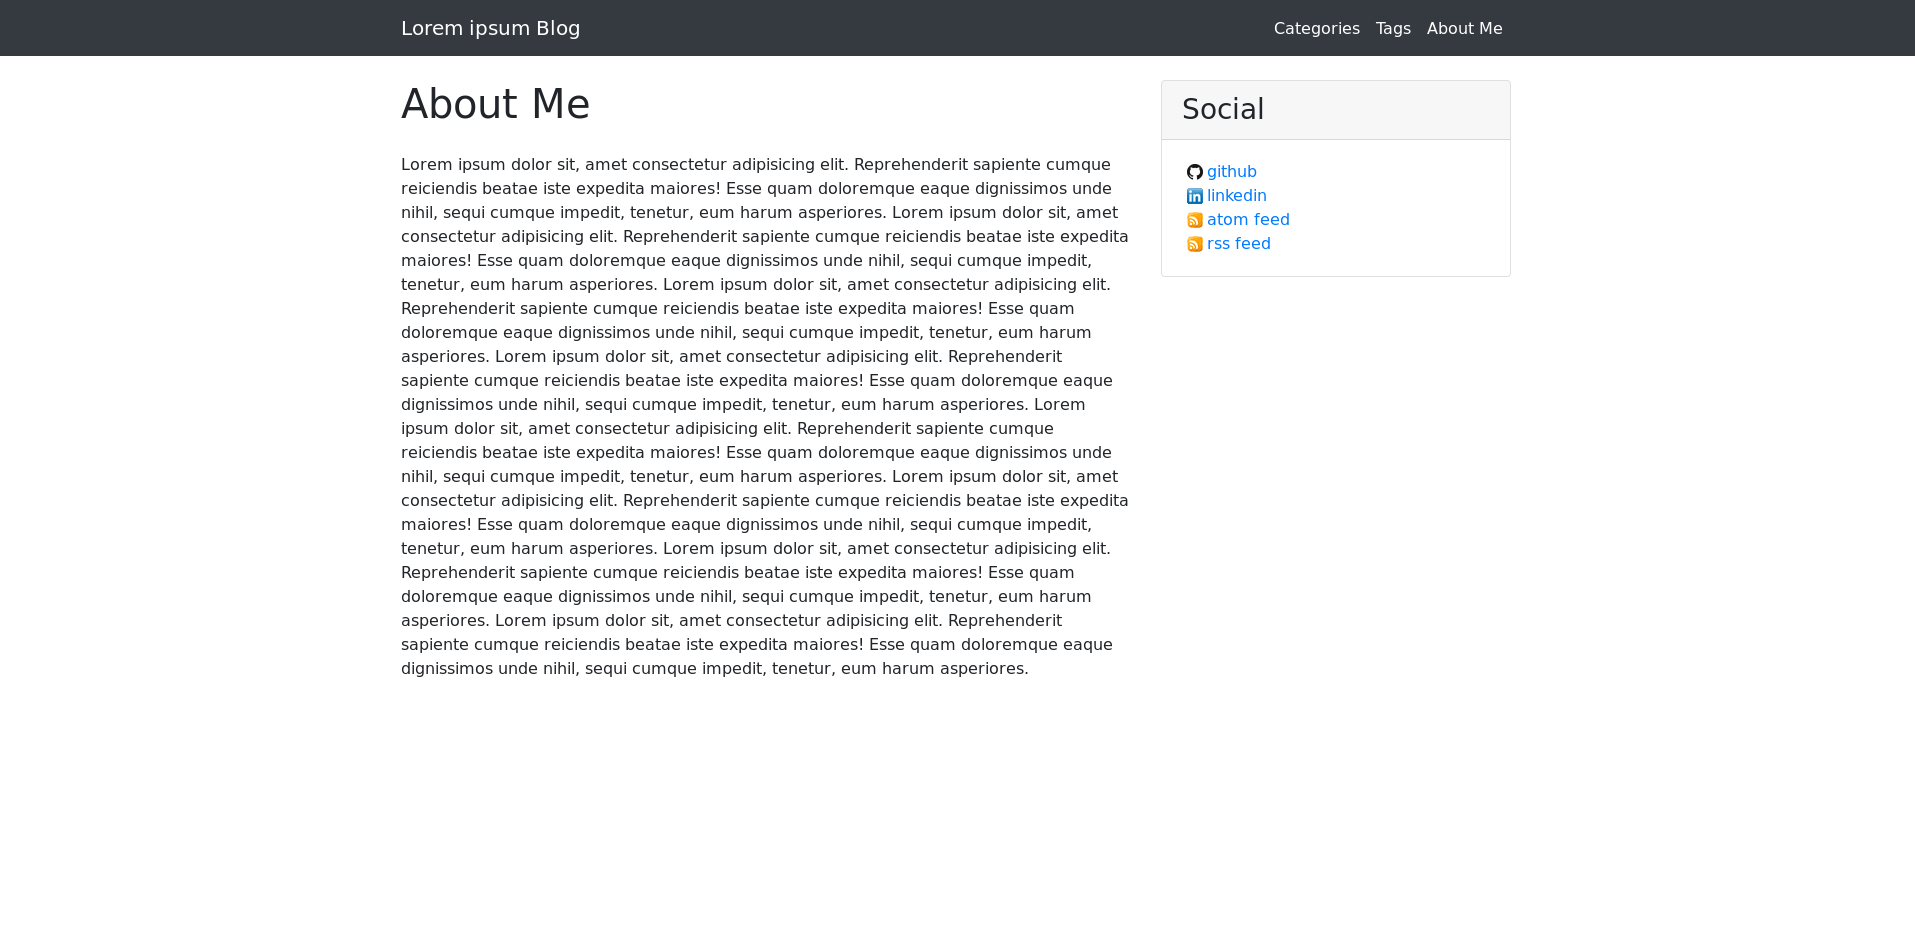 Lorem ipsum Blog
Categories Tags About Me
About Me
Lorem ipsum dolor sit, amet consectetur adipisicing elit. Reprehenderit sapiente cumque
reiciendis beatae iste expedita maiores! Esse quam doloremque eaque dignissimos unde
nihil, sequi cumque impedit, tenetur, eum harum asperiores. Lorem ipsum dolor sit, amet
consectetur adipisicing elit. Reprehenderit sapiente cumque reiciendis beatae iste expedita
maiores! Esse quam doloremque eaque dignissimos unde nihil, sequi cumque impedit,
tenetur, eum harum asperiores. Lorem ipsum dolor sit, amet consectetur adipisicing elit.
Reprehenderit sapiente cumque reiciendis beatae iste expedita maiores! Esse quam
doloremque eaque dignissimos unde nihil, sequi cumque impedit, tenetur, eum harum
asperiores. Lorem ipsum dolor sit, amet consectetur adipisicing elit. Reprehenderit
sapiente cumque reiciendis beatae iste expedita maiores! Esse quam doloremque eaque
dignissimos unde nihil, sequi cumque impedit, tenetur, eum harum asperiores. Lorem
ipsum dolor sit, amet consectetur adipisicing elit. Reprehenderit sapiente cumque
reiciendis beatae iste expedita maiores! Esse quam doloremque eaque dignissimos unde
nihil, sequi cumque impedit, tenetur, eum harum asperiores. Lorem ipsum dolor sit, amet
consectetur adipisicing elit. Reprehenderit sapiente cumque reiciendis beatae iste expedita
maiores! Esse quam doloremque eaque dignissimos unde nihil, sequi cumque impedit,
tenetur, eum harum asperiores. Lorem ipsum dolor sit, amet consectetur adipisicing elit.
Reprehenderit sapiente cumque reiciendis beatae iste expedita maiores! Esse quam
doloremque eaque dignissimos unde nihil, sequi cumque impedit, tenetur, eum harum
asperiores. Lorem ipsum dolor sit, amet consectetur adipisicing elit. Reprehenderit
sapiente cumque reiciendis beatae iste expedita maiores! Esse quam doloremque eaque
dignissimos unde nihil, sequi cumque impedit, tenetur, eum harum asperiores.
Social
github
linkedin
atom feed
rss feed